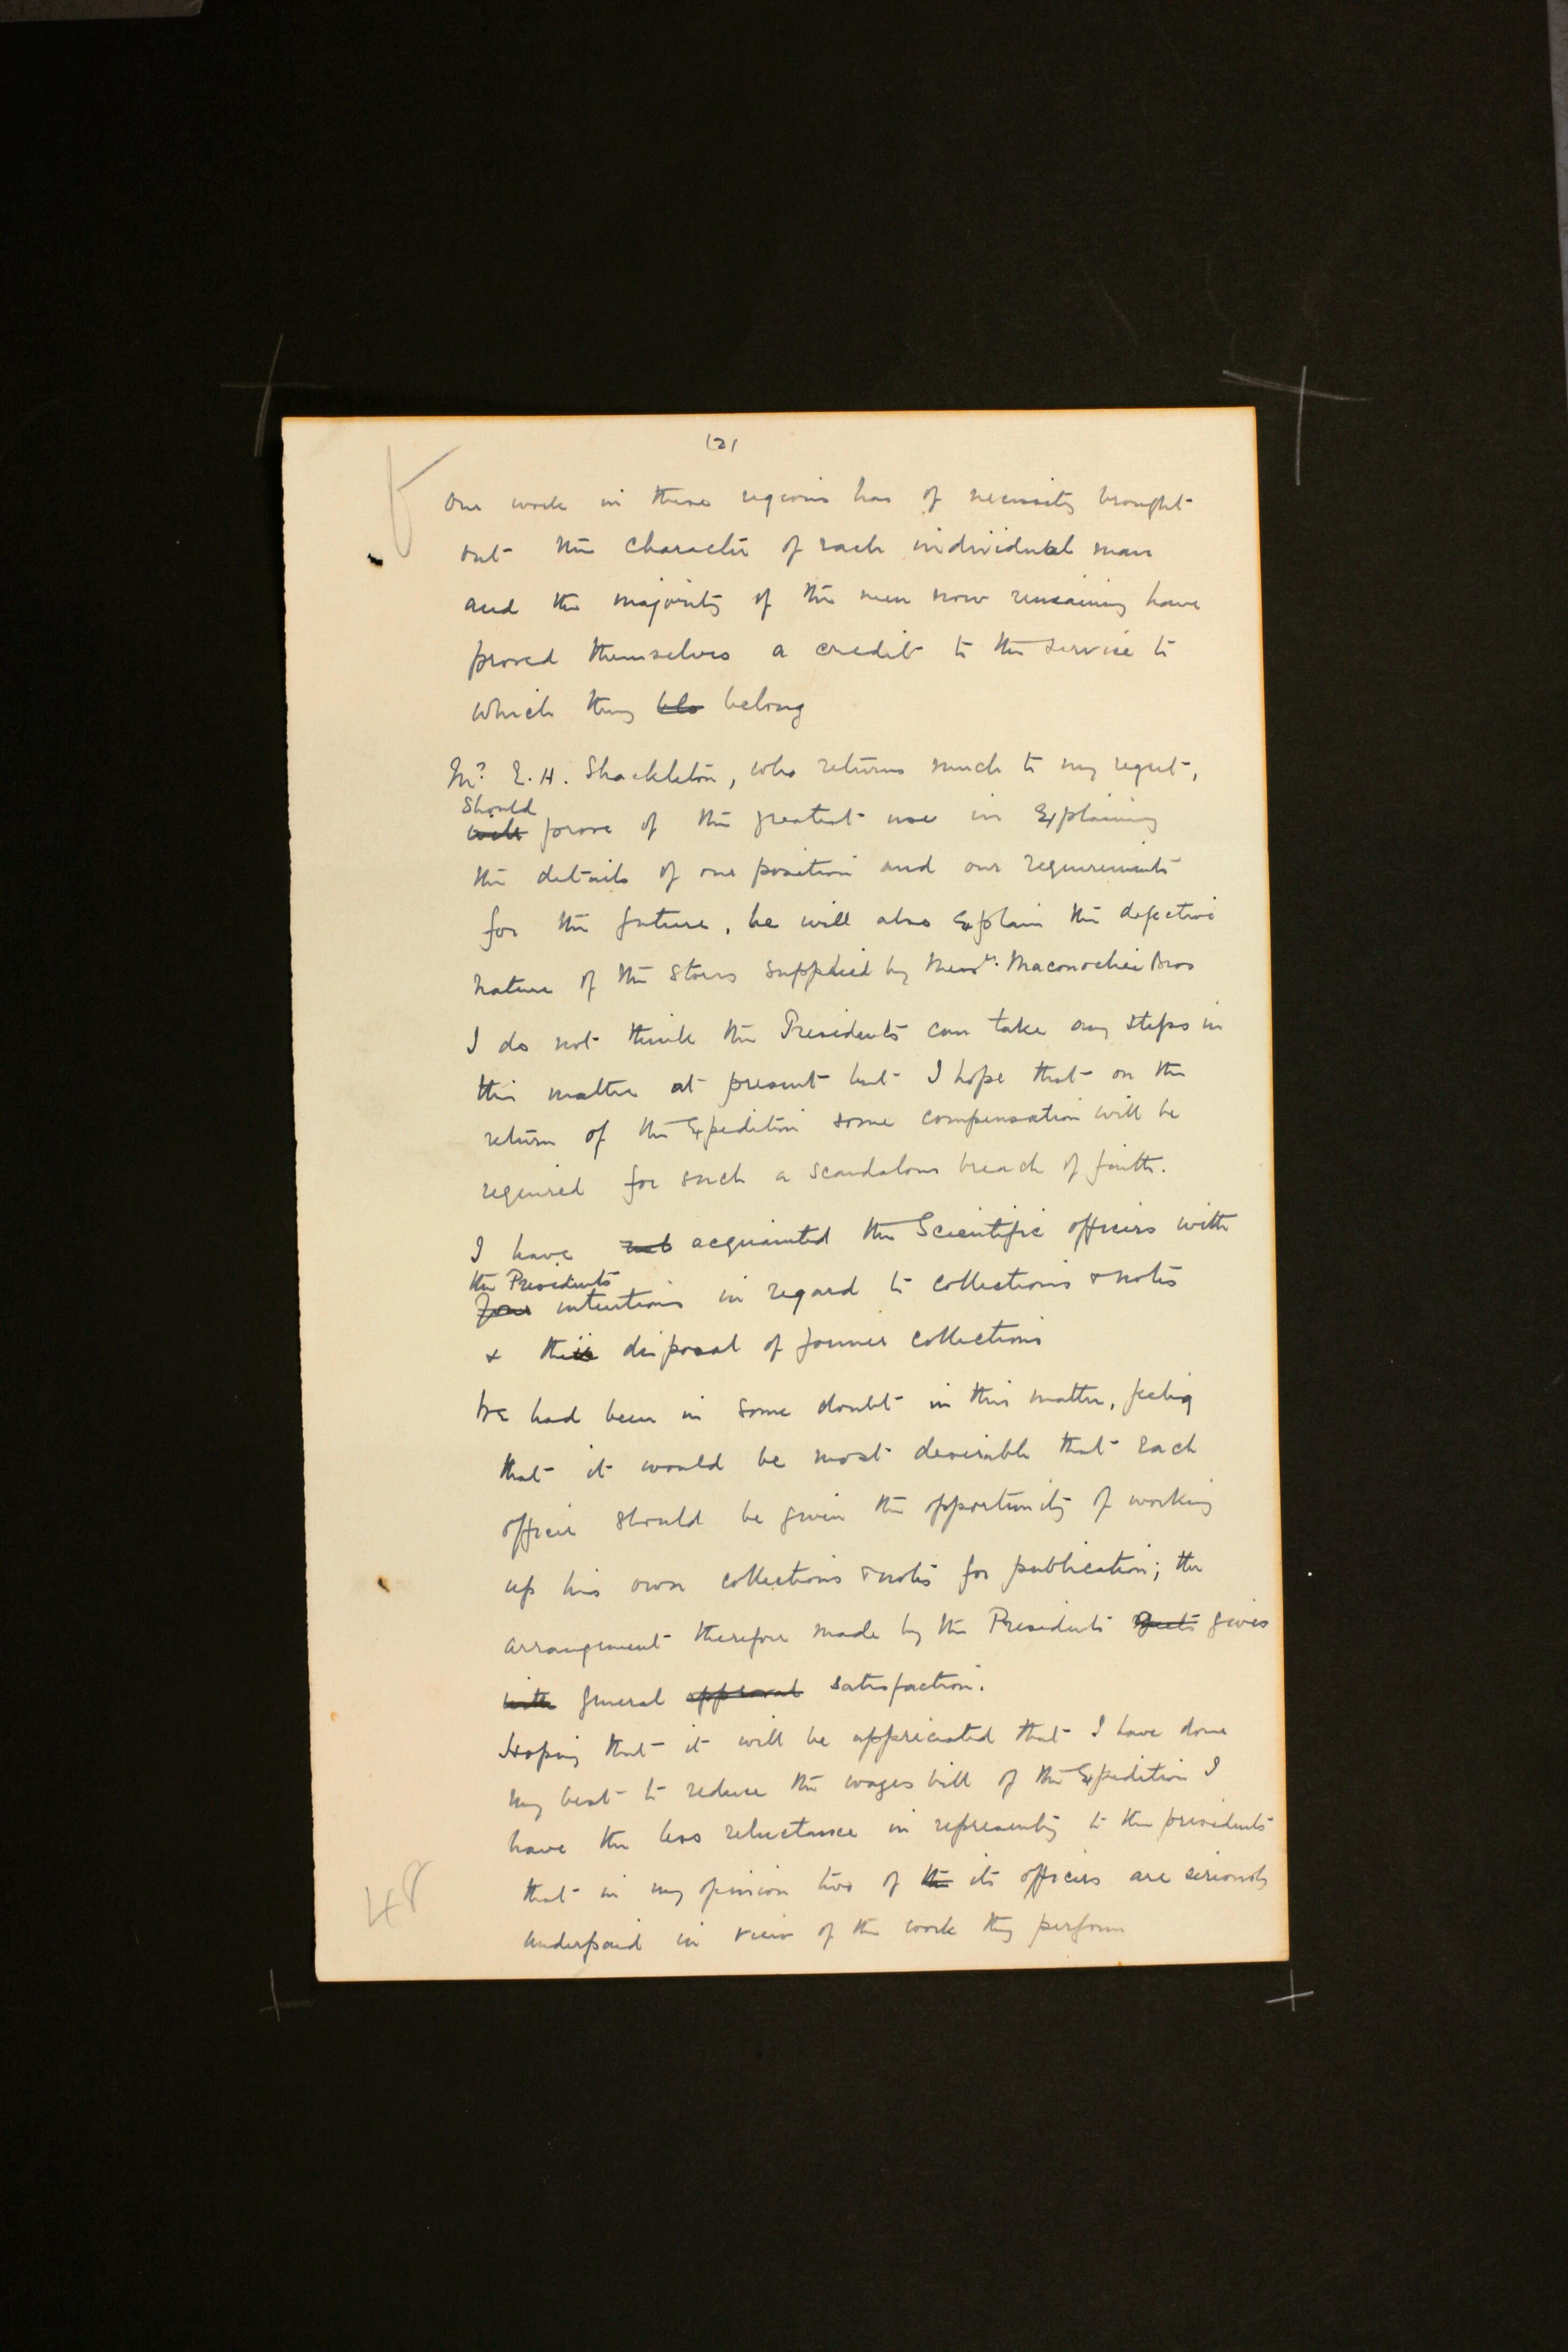 (2)
Our work in these regions has of necessity brought
out the character of each individual man
and the majority of the men now remaining have
proved themselves a credit to the service to
which they belo belong
Mr. E. H. Shackleton, who returns much to my regret,
should
will prove of the greatest use in Explaining
the details of our position and our requirements
for the future, he will also Explain the defective
nature of the stores supplied by Messrs. Maconochie Bros
I do not think the Presidents can take any steps in
this matter at present but I hope that on the
return of the Expedition some compensation will be
required for such a scandalous breach of faith.
I have acquainted the Scientific officers with
the Presidents
Your intentions in regard to collections & notes
& the disposal of former collections
We had been in some doubt in this matter, feeling
that it would be most desirable that each
officer should be given the opportunity of working
up his own collections & notes for publication; the
arrangement therefore made by the Presidents gives
with general approval satisfaction.
Hoping that it will be appreciated that I have done
my best to reduce the wages bill of the Expedition I
have the less reluctance in representing to the presidents
that in my opinion two of the its officers are seriously
underpaid in view of the work they perform
48